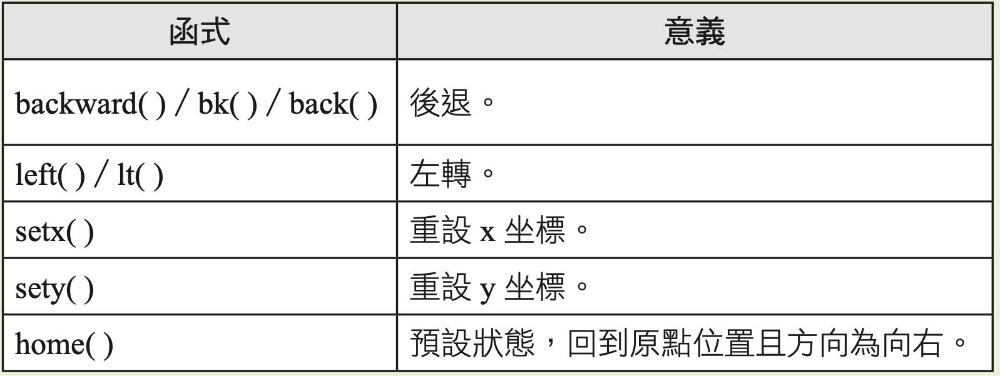 函式 意義
backward( ) / bk( ) / back( ) 後退。
left( ) / lt( ) 左轉。
setx( ) 重設 x 坐標。
sety( ) 重設 y 坐標。
home( ) 預設狀態，回到原點位置且方向為向右。